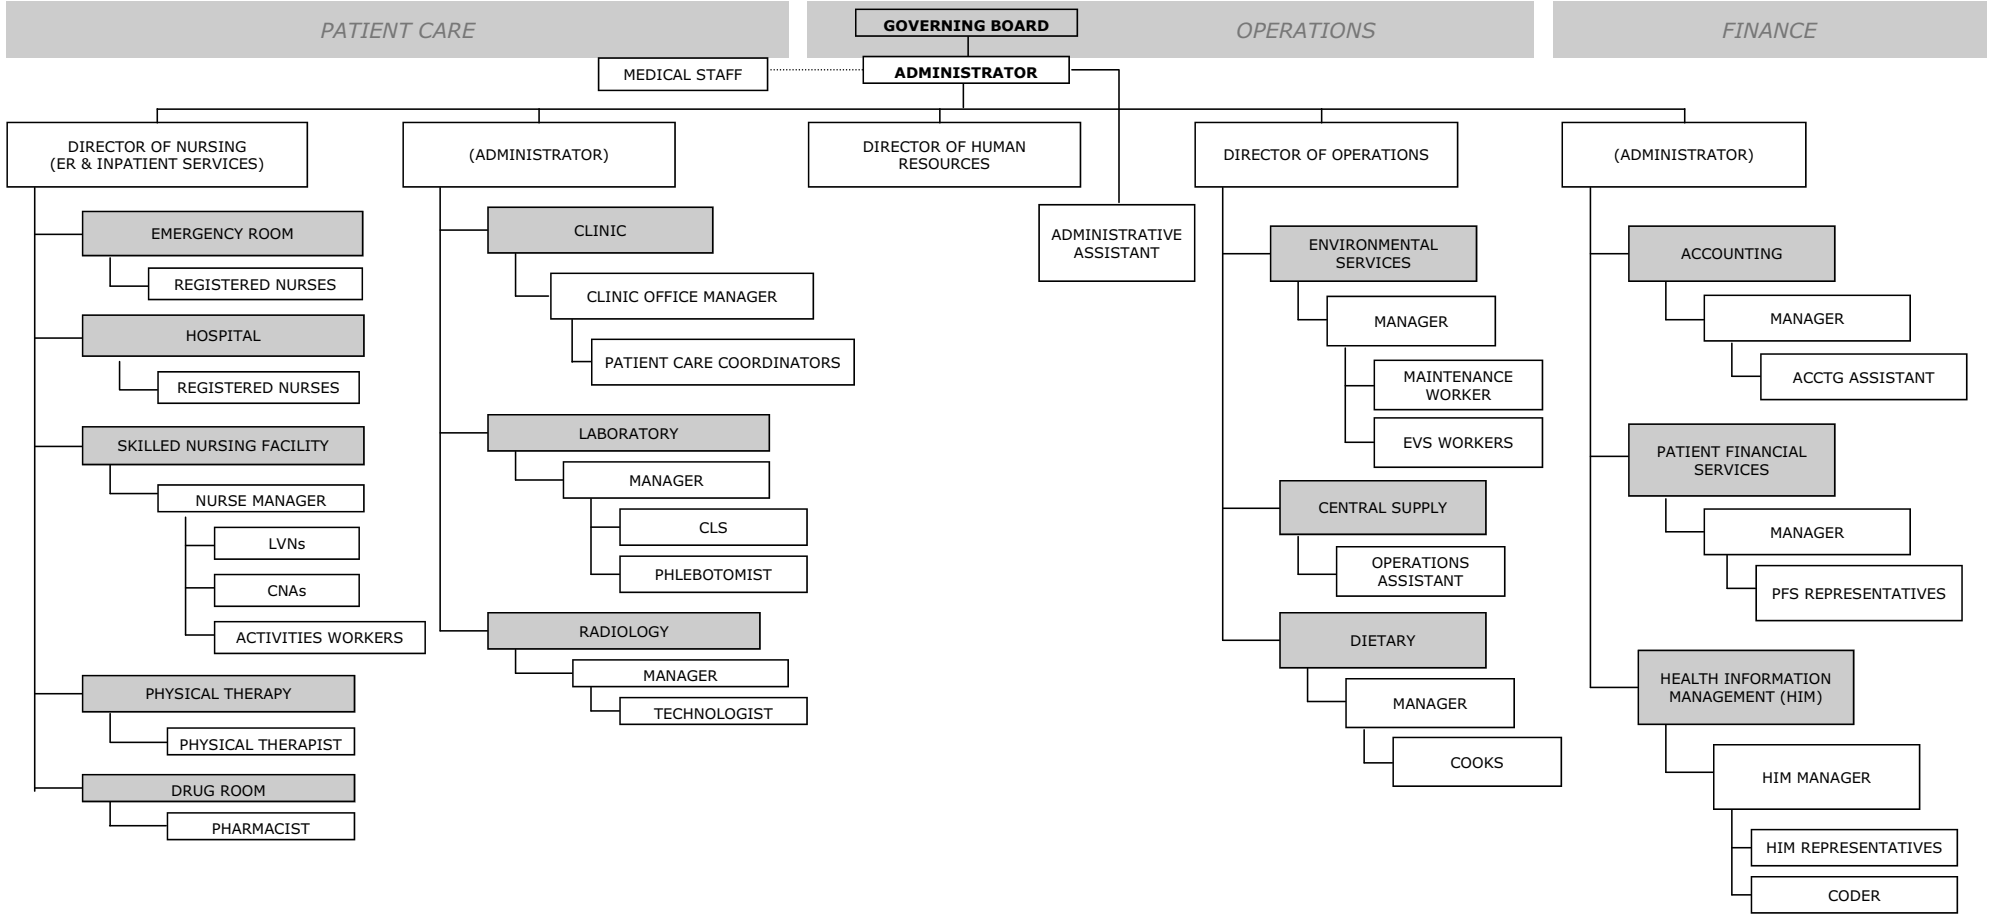 PATIENT CARE
GOVERNING BOARD
OPERATIONS
FINANCE
MEDICAL STAFF
ADMINISTRATOR
DIRECTOR OF NURSING
(ER & INPATIENT SERVICES)
EMERGENCY ROOM
REGISTERED NURSES
HOSPITAL
REGISTERED NURSES
SKILLED NURSING FACILITY
NURSE MANAGER
LVNs
CNAs
ACTIVITIES WORKERS
PHYSICAL THERAPY
PHYSICAL THERAPIST
DRUG ROOM
PHARMACIST
(ADMINISTRATOR)
CLINIC
CLINIC OFFICE MANAGER
PATIENT CARE COORDINATORS
LABORATORY
MANAGER
CLS
PHLEBOTOMIST
RADIOLOGY
MANAGER
TECHNOLOGIST
DIRECTOR OF HUMAN
RESOURCES
ADMINISTRATIVE
ASSISTANT
DIRECTOR OF OPERATIONS
ENVIRONMENTAL
SERVICES
MANAGER
MAINTENANCE
WORKER
EVS WORKERS
CENTRAL SUPPLY
OPERATIONS
ASSISTANT
DIETARY
MANAGER
COOKS
(ADMINISTRATOR)
ACCOUNTING
MANAGER
ACCTG ASSISTANT
PATIENT FINANCIAL
SERVICES
MANAGER
PFS REPRESENTATIVES
HEALTH INFORMATION
MANAGEMENT (HIM)
HIM MANAGER
HIM REPRESENTATIVES
CODER